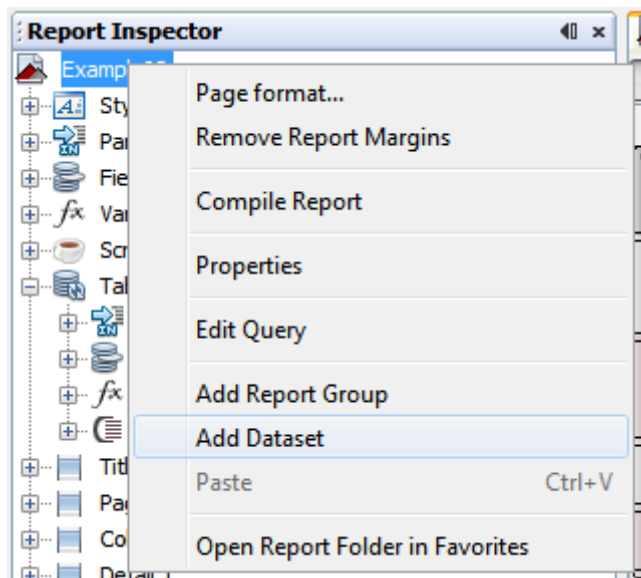 Report Inspector
Page format...
Remove Report Margins
Compile Report
Properties
Edit Query
Add Report Group
Add Dataset
Paste Ctrl+V
Open Report Folder in Favorites